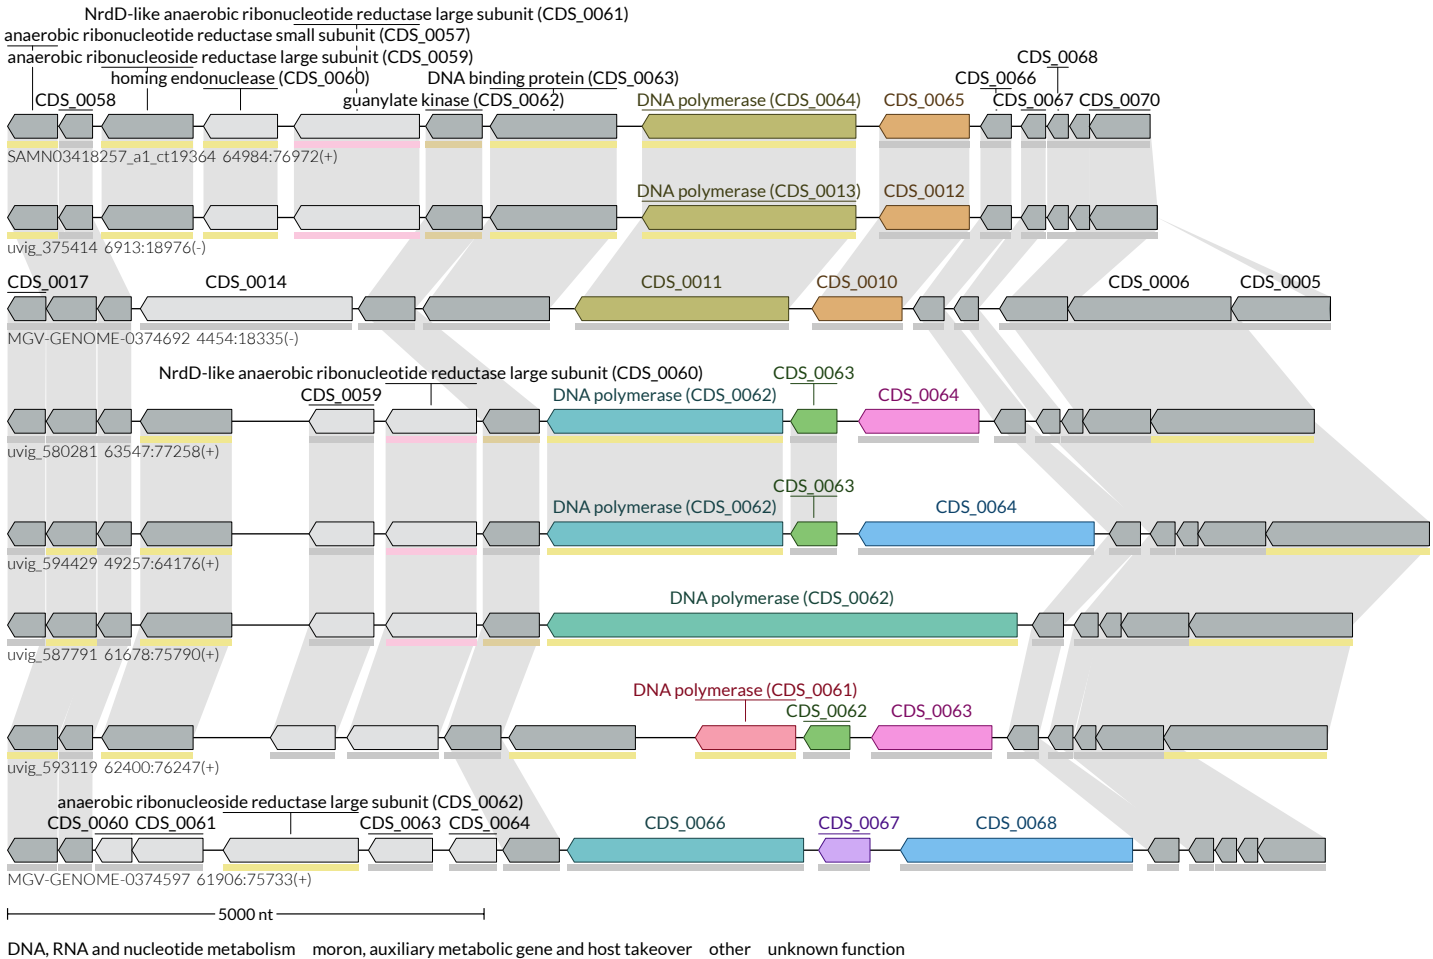 NrdD-like anaerobic ribonucleotide reductase large subunit (CDS_0061)
anaerobic ribonucleotide reductase small subunit (CDS_0057)
anaerobic ribonucleoside reductase large subunit (CDS_0059)
CDS_0068
homing endonuclease (CDS_0060) DNA binding protein (CDS_0063) CDS_0066
CDS_0058 guanylate kinase (CDS_0062) DNA polymerase (CDS_0064) CDS_0065 CDS_0067 CDS_0070
SAMN03418257_a1_ct19364 64984:76972(+)
DNA polymerase (CDS_0013) CDS_0012
uvig_375414 6913:18976(-)
CDS_0017 CDS_0014 CDS_0011 CDS_0010 CDS_0006 CDS_0005
MGV-GENOME-0374692 4454:18335(-)
NrdD-like anaerobic ribonucleotide reductase large subunit (CDS_0060) CDS_0063
CDS_0059 DNA polymerase (CDS_0062) CDS_0064
uvig_580281 63547:77258(+)
CDS_0063
DNA polymerase (CDS_0062) CDS_0064
uvig_594429 49257:64176(+)
DNA polymerase (CDS_0062)
uvig_587791 61678:75790(+)
DNA polymerase (CDS_0061)
CDS_0062 CDS_0063
uvig_593119 62400:76247(+)
anaerobic ribonucleoside reductase large subunit (CDS_0062)
CDS_0060 CDS_0061 CDS_0063 CDS_0064 CDS_0066 CDS_0067 CDS_0068
MGV-GENOME-0374597 61906:75733(+)
5000 nt
DNA, RNA and nucleotide metabolism moron, auxiliary metabolic gene and host takeover other unknown function